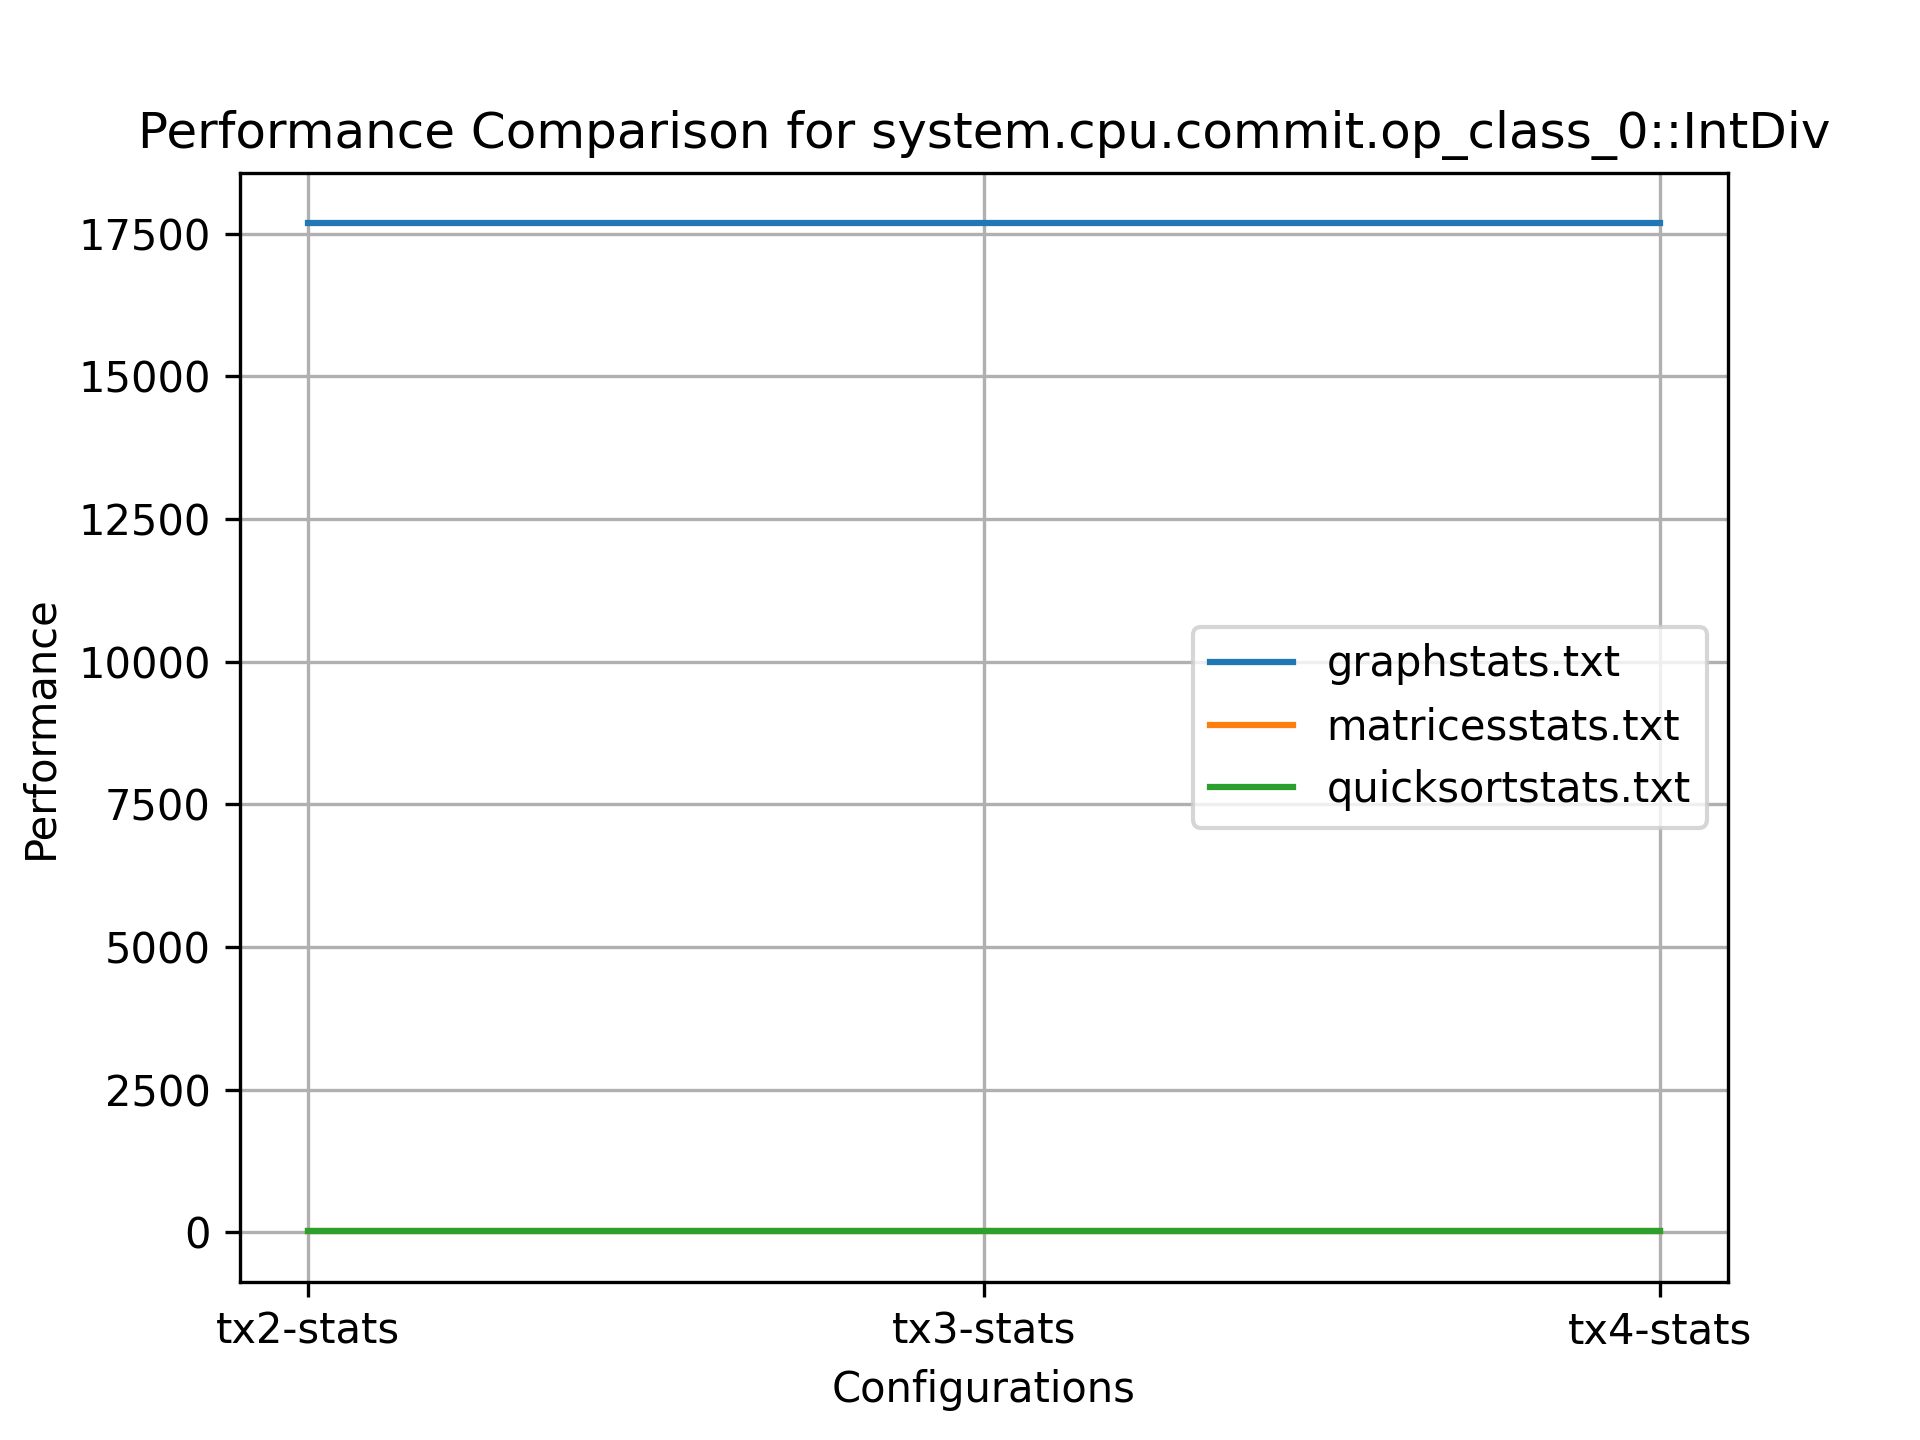 Performance Comparison for system.cpu.commit.op_class_0::IntDiv
Performance
17500
15000
12500
10000
7500
5000
2500
0
graphstats.txt
matricesstats.txt
quicksortstats.txt
tx2-stats
tx3-stats
tx4-stats
Configurations